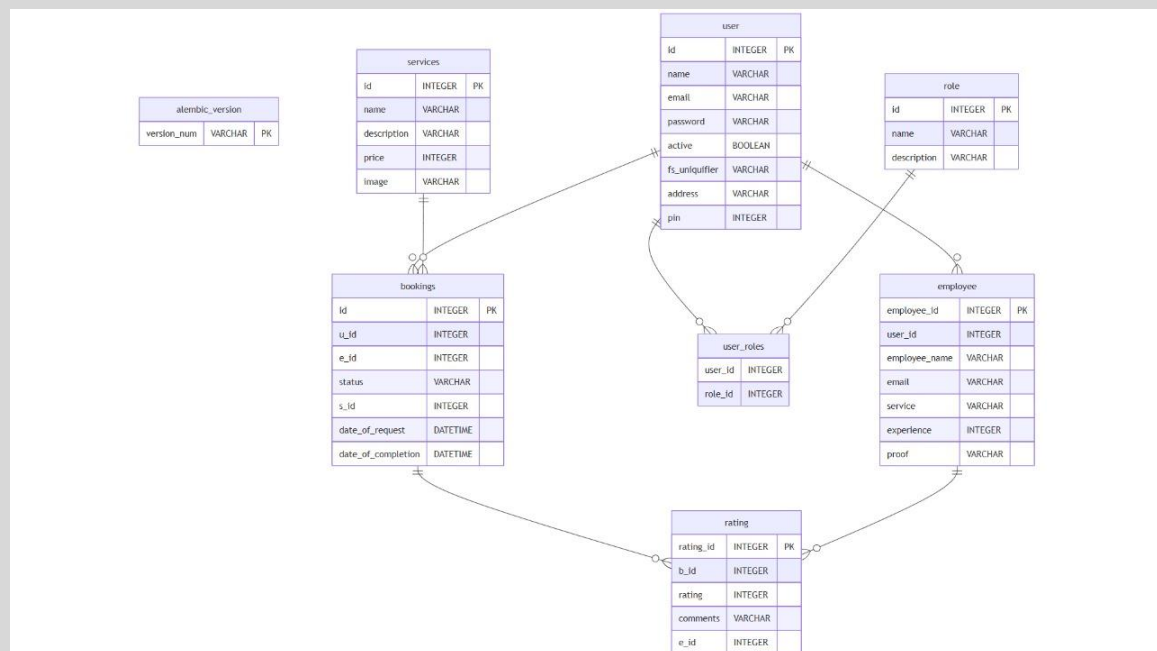 alembic_version
version_num VARCHAR PK
services
id INTEGER PK
name VARCHAR
description VARCHAR
price INTEGER
image VARCHAR
user
id INTEGER PK
name VARCHAR
email VARCHAR
password VARCHAR
active BOOLEAN
fs_uniquifier VARCHAR
address VARCHAR
pin INTEGER
role
id INTEGER PK
name VARCHAR
description VARCHAR
bookings
id INTEGER PK
u_id INTEGER
e_id INTEGER
status VARCHAR
s_id INTEGER
date_of_request DATETIME
date_of_completion DATETIME
user_roles
user_id INTEGER
role_id INTEGER
employee
employee_id INTEGER PK
user_id INTEGER
employee_name VARCHAR
email VARCHAR
service VARCHAR
experience INTEGER
proof VARCHAR
rating
rating_id INTEGER PK
b_id INTEGER
rating INTEGER
comments VARCHAR
e_id INTEGER